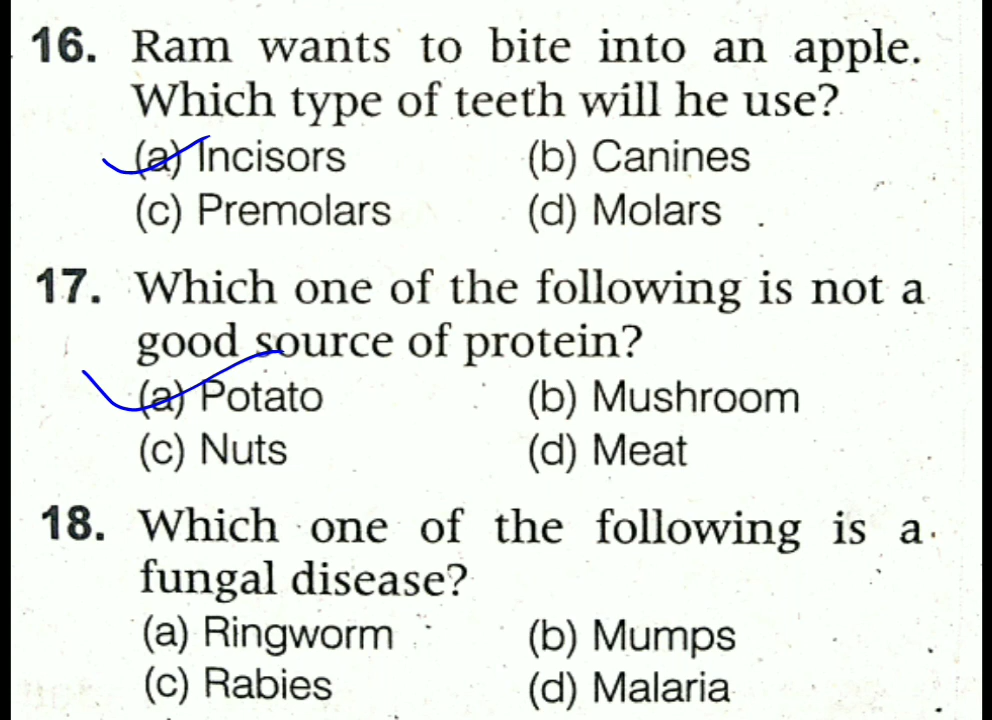 16. Ram wants to bite into an apple.
Which type of teeth will he use?
(a) Incisors (b) Canines
(c) Premolars (d) Molars
17. Which one of the following is not a
good source of protein?
(a) Potato (b) Mushroom
(c) Nuts (d) Meat
18. Which one of the following is a
fungal disease?
(a) Ringworm (b) Mumps
(c) Rabies (d) Malaria